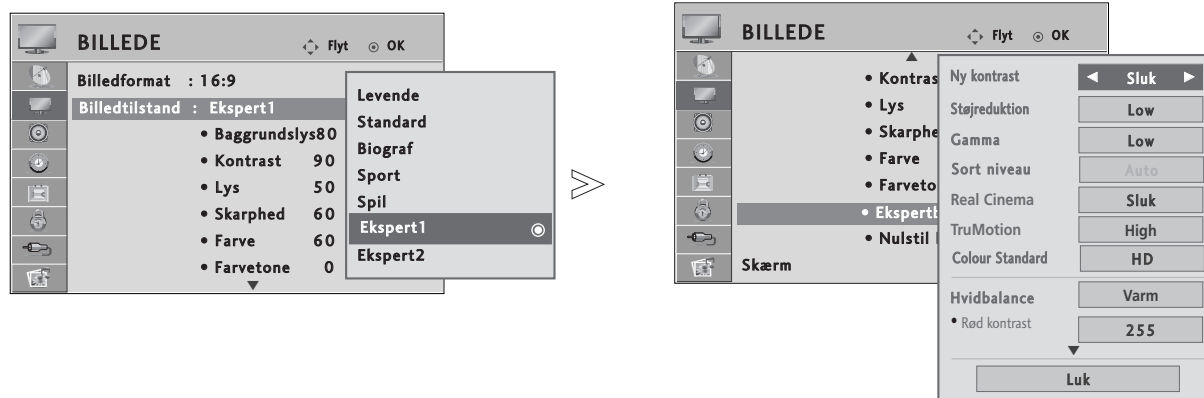 BILLEDE
Flyt OK
Billedformat : 16:9
Billedtilstand : Ekspert1
• Baggrundslys80
• Kontrast 90
• Lys 50
• Skarphed 60
• Farve 60
• Farvetone 0
Levende
Standard
Biograf
Sport
Spil
Ekspert1
Ekspert2
BILLEDE
Flyt OK
• Kontras
• Lys
• Skarphe
• Farve
• Farveto
• Ekspert
• Nulstil
Skærm
Ny kontrast Sluk
Støjreduktion Low
Gamma Low
Sort niveau Auto
Real Cinema Sluk
TruMotion High
Colour Standard HD
Hvidbalance Varm
• Rød kontrast 255
Luk